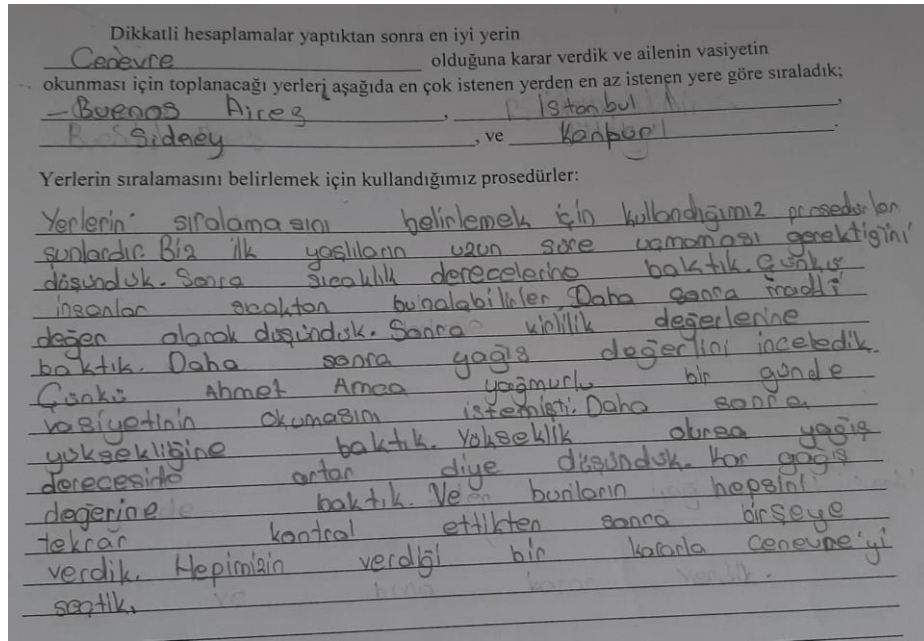 Dikkatli hesaplamalar yaptıktan sonra en iyi yerin
Cenevre olduğuna karar verdik ve ailenin vasiyetin
okunması için toplanacağı yerleri aşağıda en çok istenen yerden en az istenen yere göre sıraladık;
-Buenos Aires, İstanbul,
Sidney, ve Kanpur.
Yerlerin sıralamasını belirlemek için kullandığımız prosedürler:
Yerlerin sıralamasını belirlemek için kullandığımız prosedürler
şunlardır. Biz ilk yaşlıların uzun süre uçmaması gerektiğini
düşündük. Sonra sıcaklık derecelerine baktık. Çünkü
insanlar sıcaktan bunalabilirler Daha sonra maddi
değer olarak düşündük. Sonra kirlilik değerlerine
baktık. Daha sonra yağış değerlini inceledik.
Çünkü Ahmet Amca yağmurlu bir günde
vasiyetinin okumasını istemişti. Daha sonra
yüksekliğine baktık. Yükseklik olursa yağış
derecesinde artar diye düşündük. Kar yağış
değerine baktık. Ve bunların hepsini
tekrar kontrol ettikten sonra birşeye
verdik. Hepimizin verdiği bir kararla Cenevre'yi
seçtik.